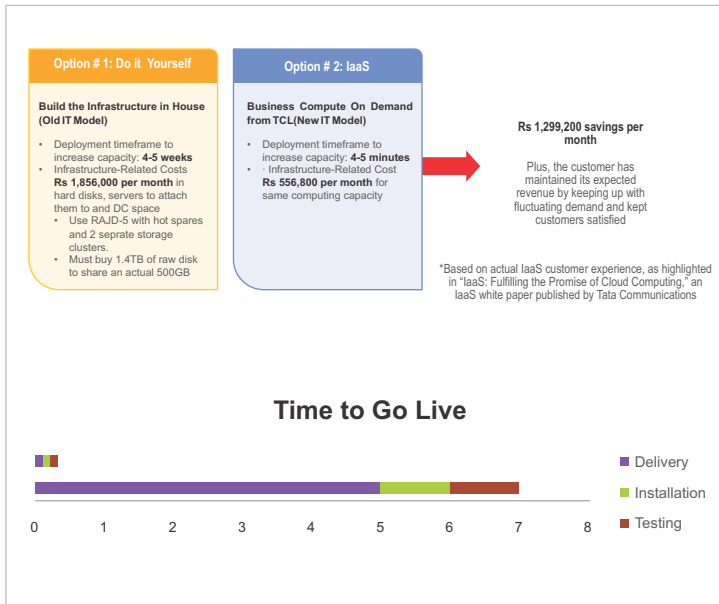 Option # 1: Do it Yourself
Build the Infrastructure in House
(Old IT Model)
• Deployment timeframe to
increase capacity: 4-5 weeks
• Infrastructure-Related Costs
Rs 1,856,000 per month in
hard disks, servers to attach
them to and DC space
• Use RAJD-5 with hot spares
and 2 seprate storage
clusters.
• Must buy 1.4TB of raw disk
to share an actual 500GB
Option # 2: IaaS
Business Compute On Demand
from TCL(New IT Model)
• Deployment timeframe to
increase capacity: 4-5 minutes
• · Infrastructure-Related Cost
Rs 556,800 per month for
same computing capacity
Rs 1,299,200 savings per
month
Plus, the customer has
maintained its expected
revenue by keeping up with
fluctuating demand and kept
customers satisfied
*Based on actual IaaS customer experience, as highlighted
in “IaaS: Fulfilling the Promise of Cloud Computing,” an
IaaS white paper published by Tata Communications
Time to Go Live
Delivery
Installation
Testing
0 1 2 3 4 5 6 7 8